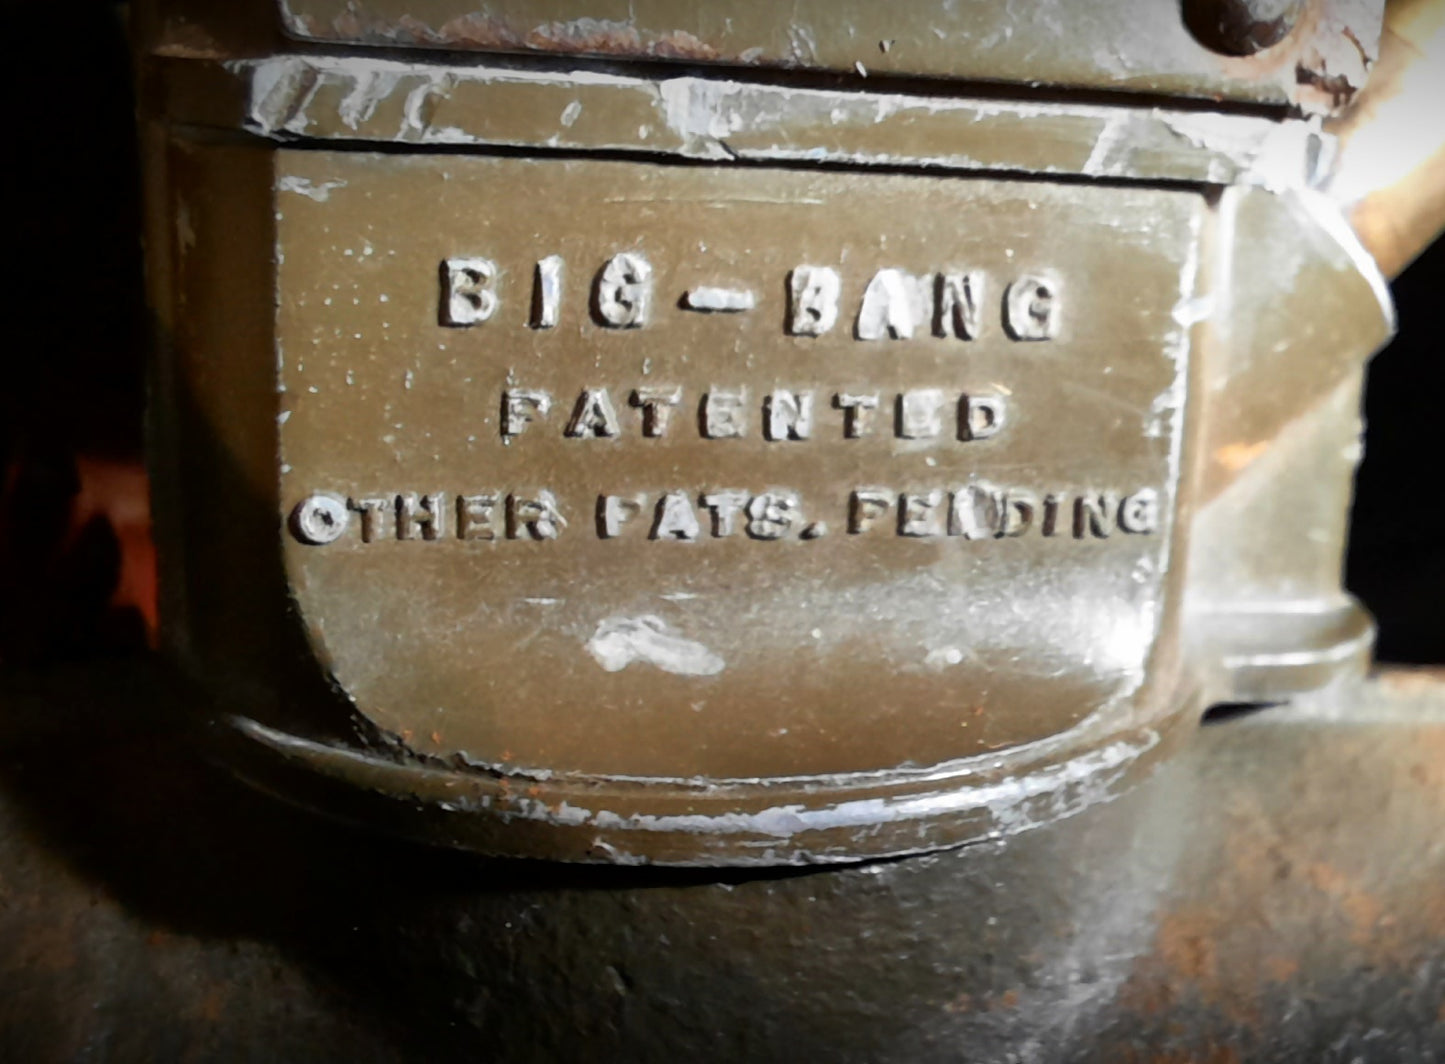 BIG-BANG
PATENTED
OTHER PATS. PENDING